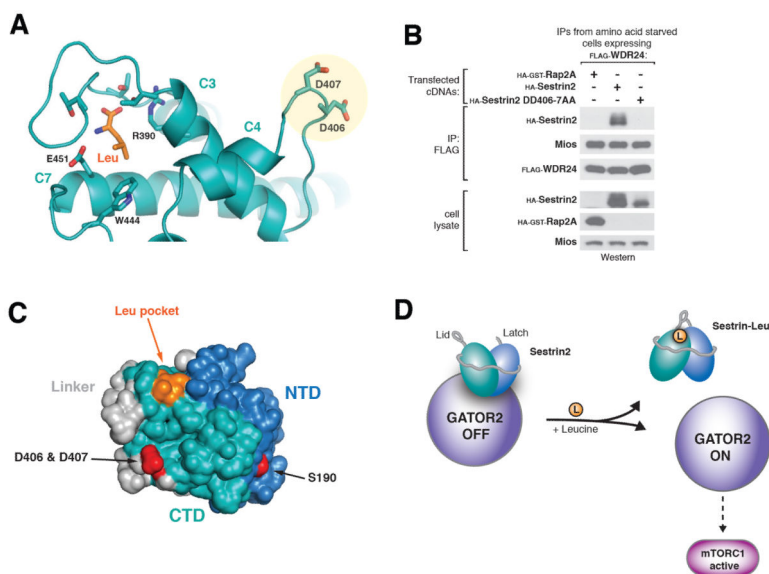 A
C3
D407
C4
D406
R390
E451
Leu
C7
W444
B
IPs from amino acid starved
cells expressing
FLAG-WDR24:
Transfected
cDNAs:
HA-GST-Rap2A
+ - -
HA-Sestrin2
- + -
HA-Sestrin2 DD406-7AA
- - +
IP:
FLAG
HA-Sestrin2
Mios
FLAG-WDR24
cell
lysate
HA-Sestrin2
HA-GST-Rap2A
Mios
Western
C
Leu pocket
Linker
NTD
D406 & D407
S190
CTD
D
Lid
Latch
Sestrin2
GATOR2
OFF
L
+ Leucine
L
Sestrin-Leu
GATOR2
ON
mTORC1
active